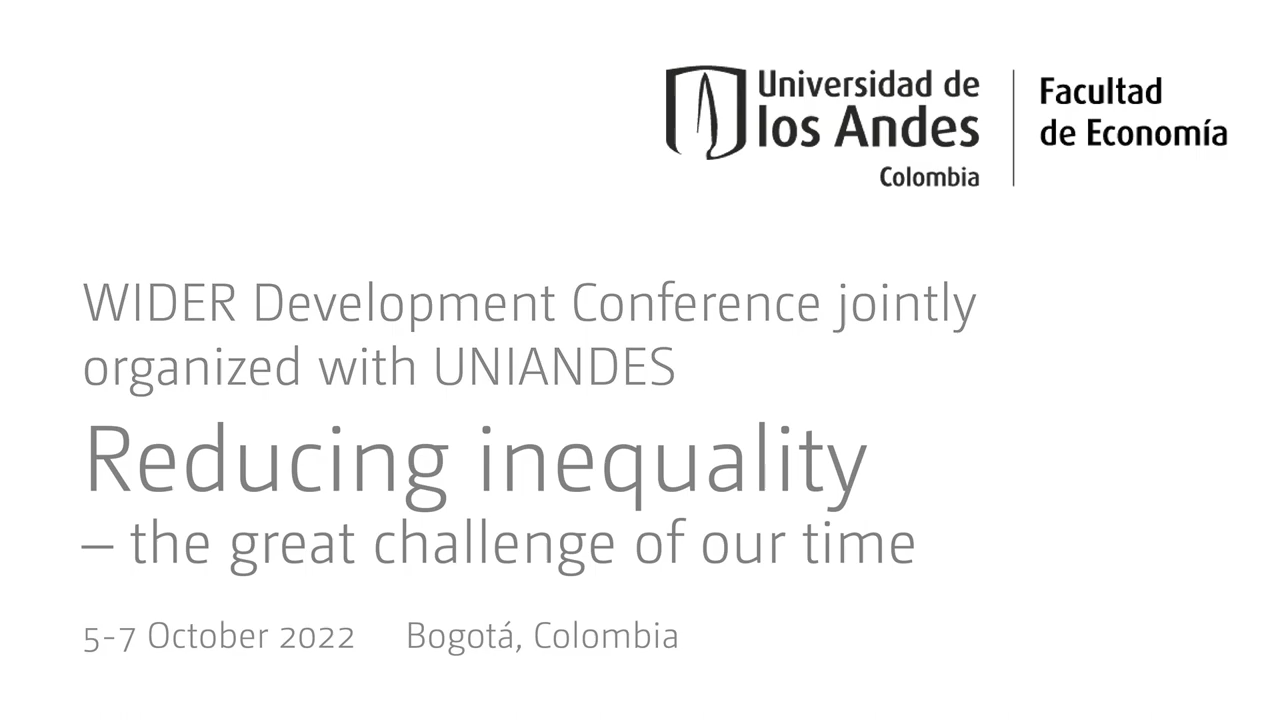 Universidad de
los Andes
Colombia
Facultad
de Economía
WIDER Development Conference jointly
organized with UNIANDES
Reducing inequality
– the great challenge of our time
5-7 October 2022 Bogotá, Colombia